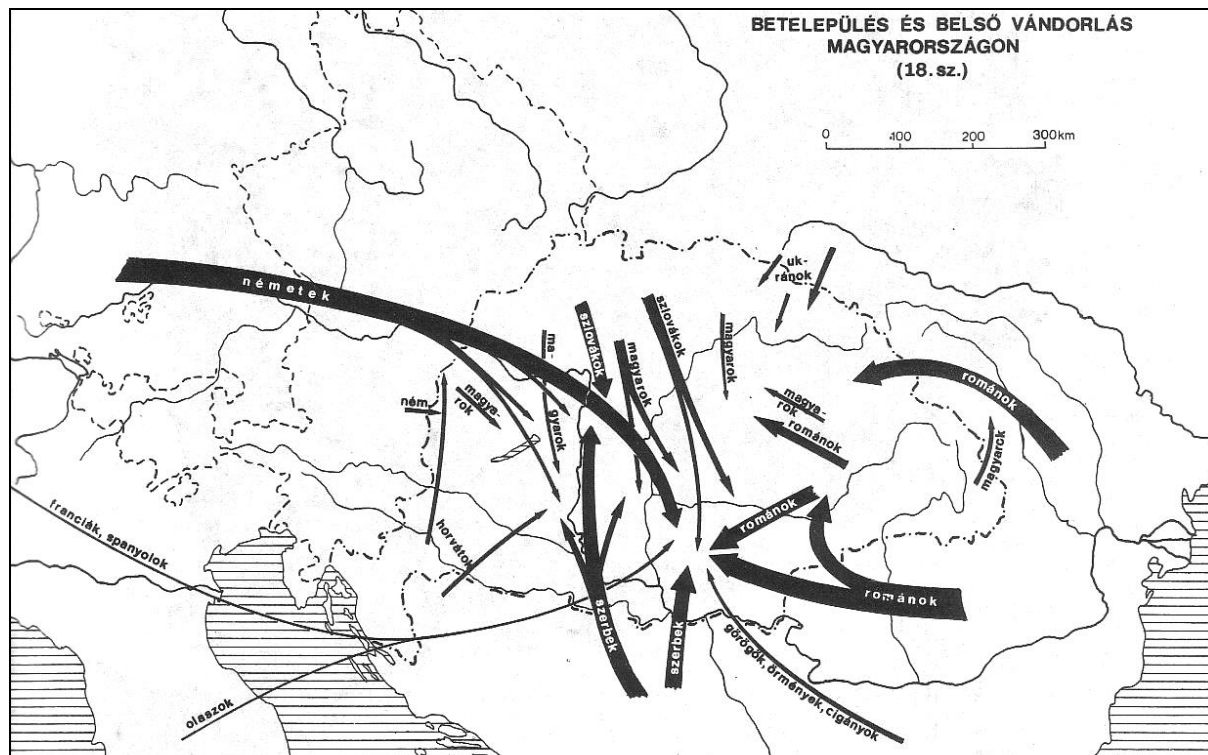 BETELEPÜLÉS ÉS BELSŐ VÁNDORLÁS
MAGYARORSZÁGON
(18. sz.)
0 100 200 300km
uk-
ránok
németek
szlovákok
szlovákok
magyarok
magyarok
ma-
gyarok
magya-
rok
ném.
magya-
rok
románok
románok
magyarok
románok
románok
horvátok
franciák, spanyolok
szerbek
szerbek
görögök, örmények, cigányok
olaszok